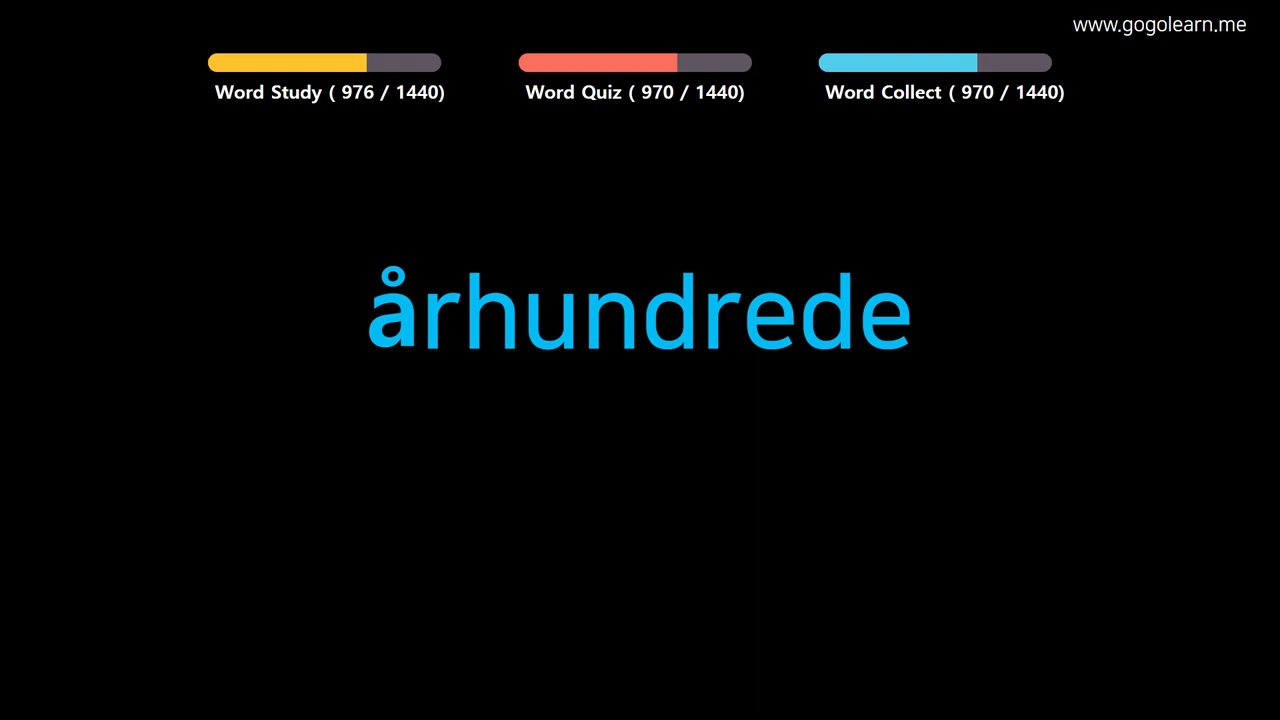 www.gogolearn.me
Word Study ( 976 / 1440)
Word Quiz ( 970 / 1440)
Word Collect ( 970 / 1440)
århundrede